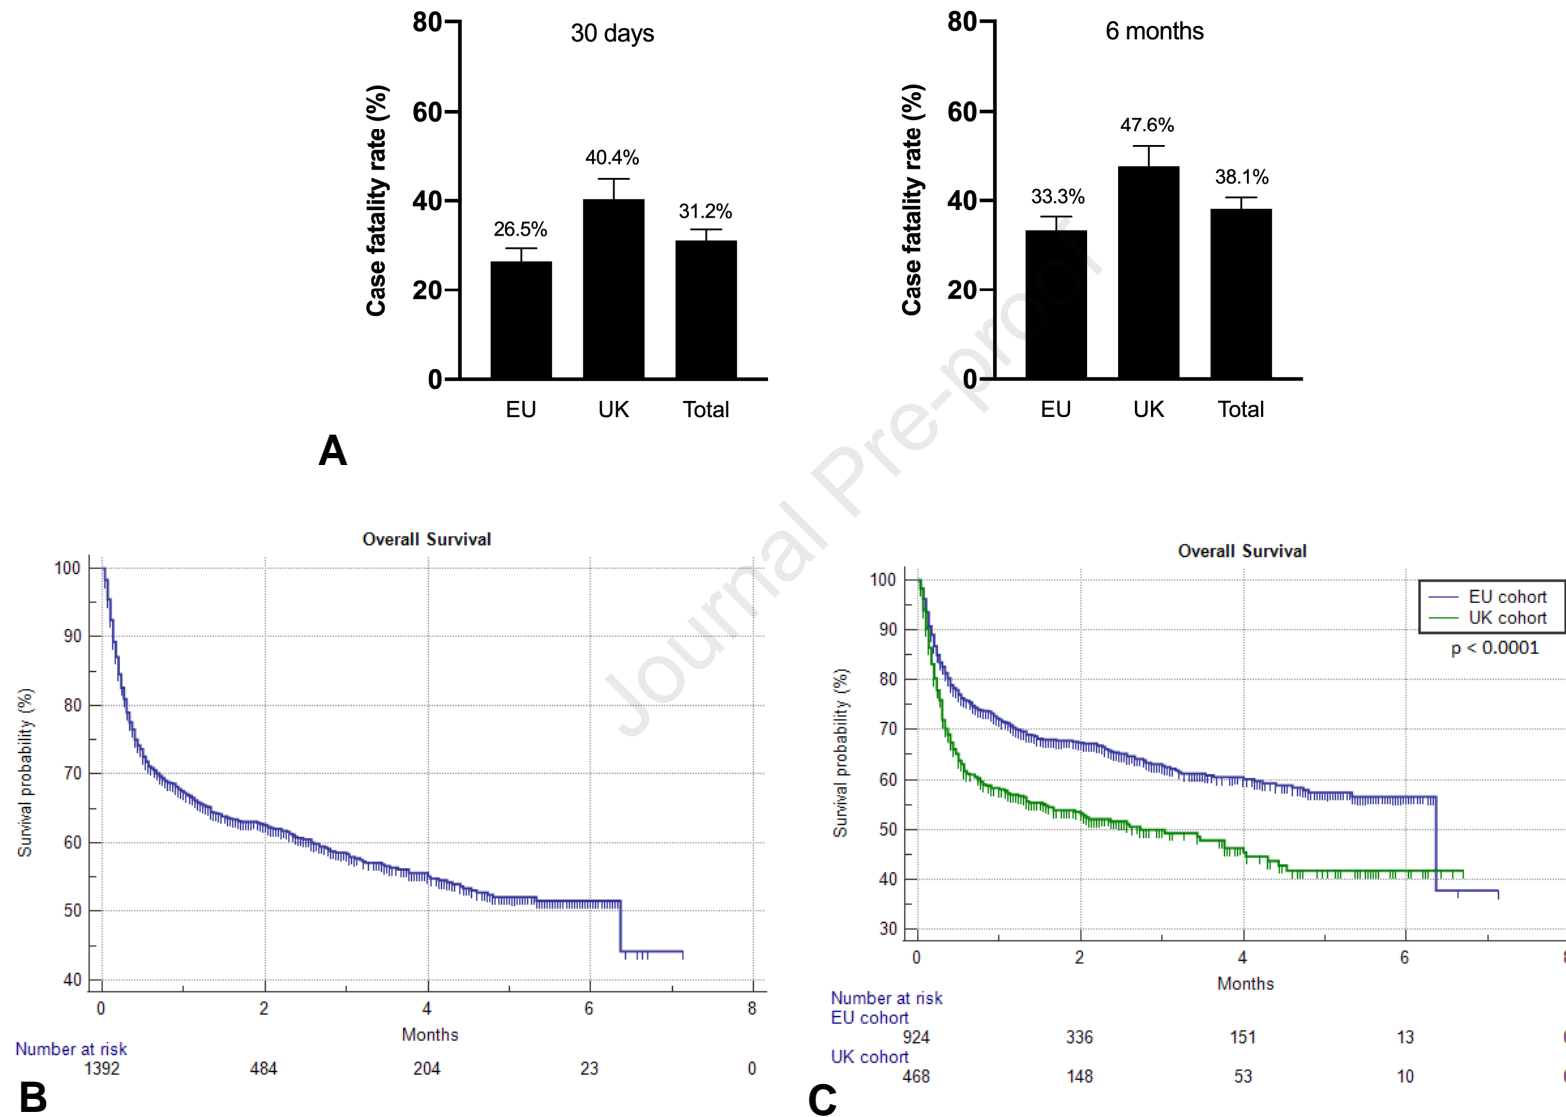 30 days
Case fatality rate (%)
80
60
40
20
0
26.5%
40.4%
31.2%
EU UK Total
6 months
Case fatality rate (%)
80
60
40
20
0
33.3%
47.6%
38.1%
EU UK Total
A
Journal Pre-proof
Overall Survival
Survival probability (%)
100
90
80
70
60
50
40
0 2 4 6 8
Months
Number at risk
1392 484 204 23 0
B
Overall Survival
Survival probability (%)
100
90
80
70
60
50
40
30
EU cohort
UK cohort
p < 0.0001
0 2 4 6
Months
Number at risk
EU cohort
924 336 151 13
UK cohort
468 148 53 10
C